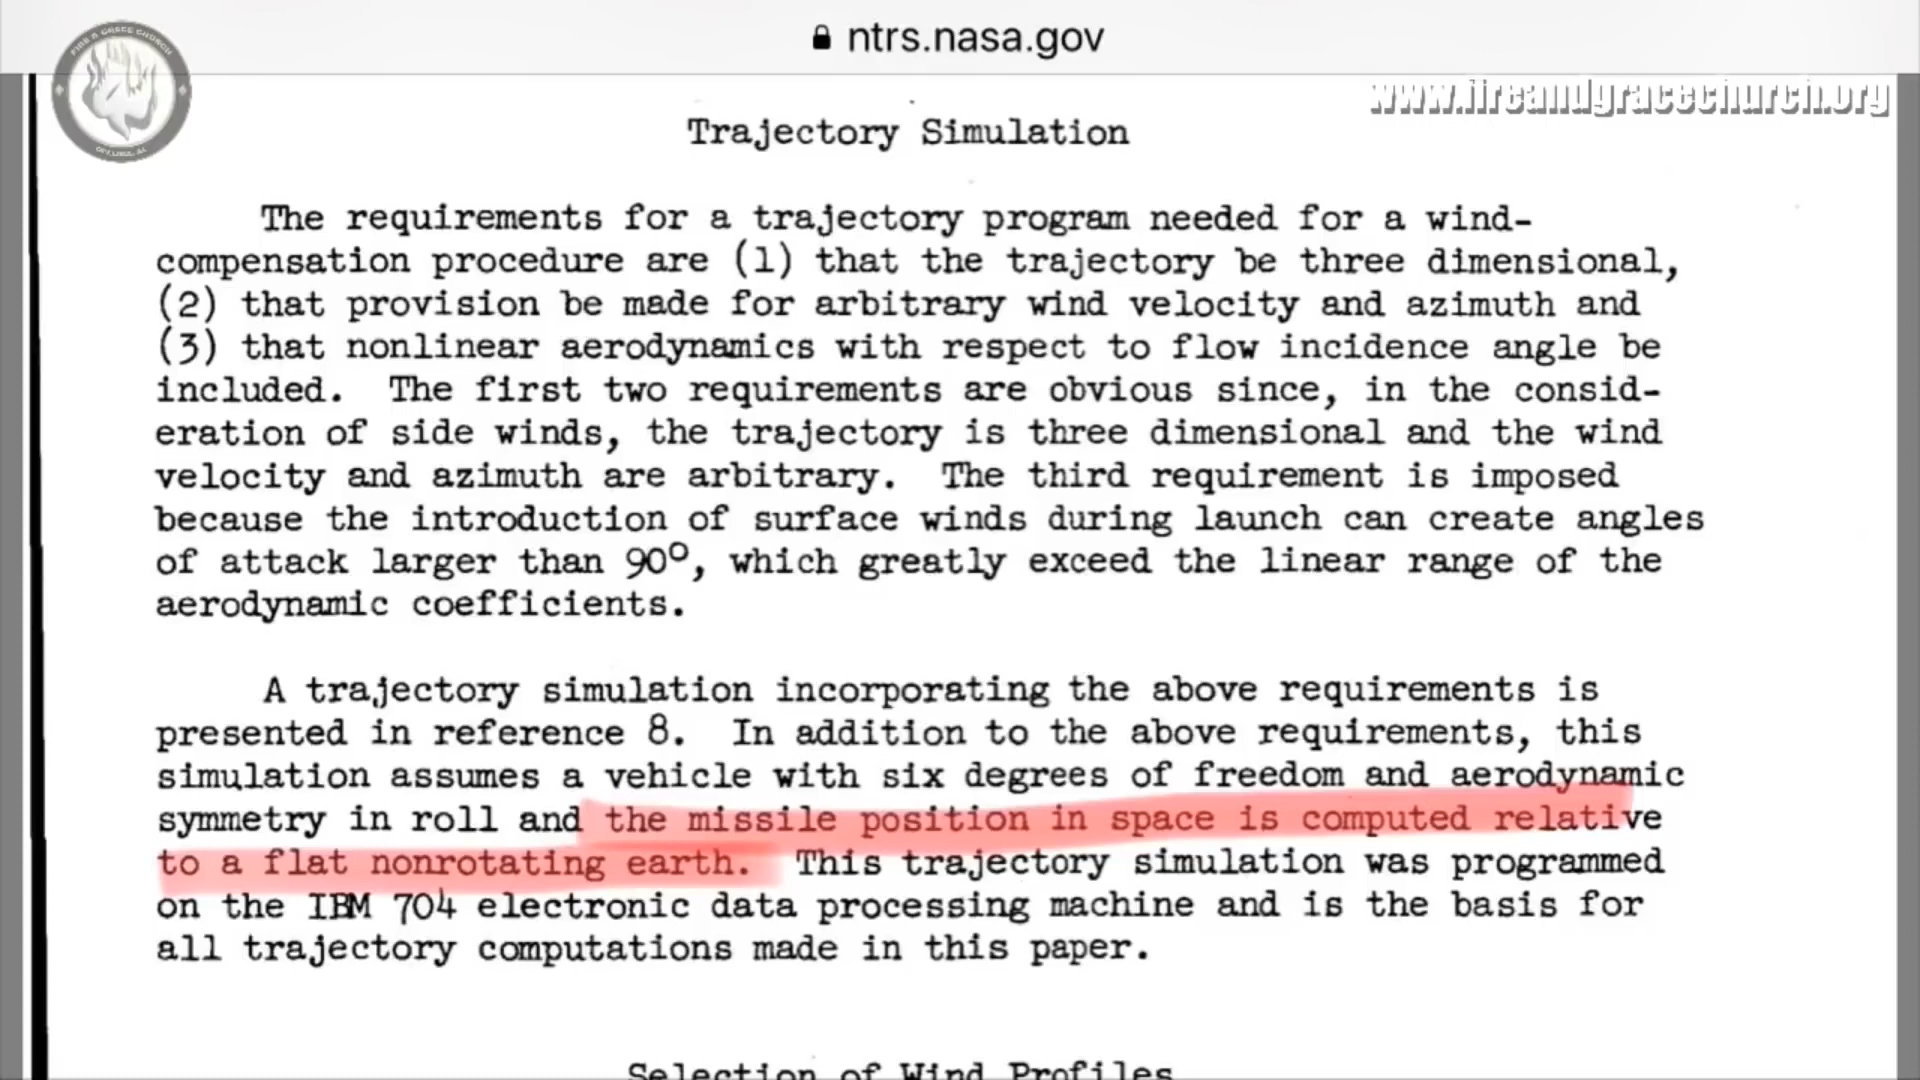 ntrs.nasa.gov
FIRE & GRACE CHURCH
OPELIKA, AL
www.fireandgracechurch.org
Trajectory Simulation
The requirements for a trajectory program needed for a wind-
compensation procedure are (1) that the trajectory be three dimensional,
(2) that provision be made for arbitrary wind velocity and azimuth and
(3) that nonlinear aerodynamics with respect to flow incidence angle be
included. The first two requirements are obvious since, in the consid-
eration of side winds, the trajectory is three dimensional and the wind
velocity and azimuth are arbitrary. The third requirement is imposed
because the introduction of surface winds during launch can create angles
of attack larger than 90°, which greatly exceed the linear range of the
aerodynamic coefficients.
A trajectory simulation incorporating the above requirements is
presented in reference 8. In addition to the above requirements, this
simulation assumes a vehicle with six degrees of freedom and aerodynamic
symmetry in roll and the missile position in space is computed relative
to a flat nonrotating earth. This trajectory simulation was programmed
on the IBM 704 electronic data processing machine and is the basis for
all trajectory computations made in this paper.
Selection of Wind Profiles